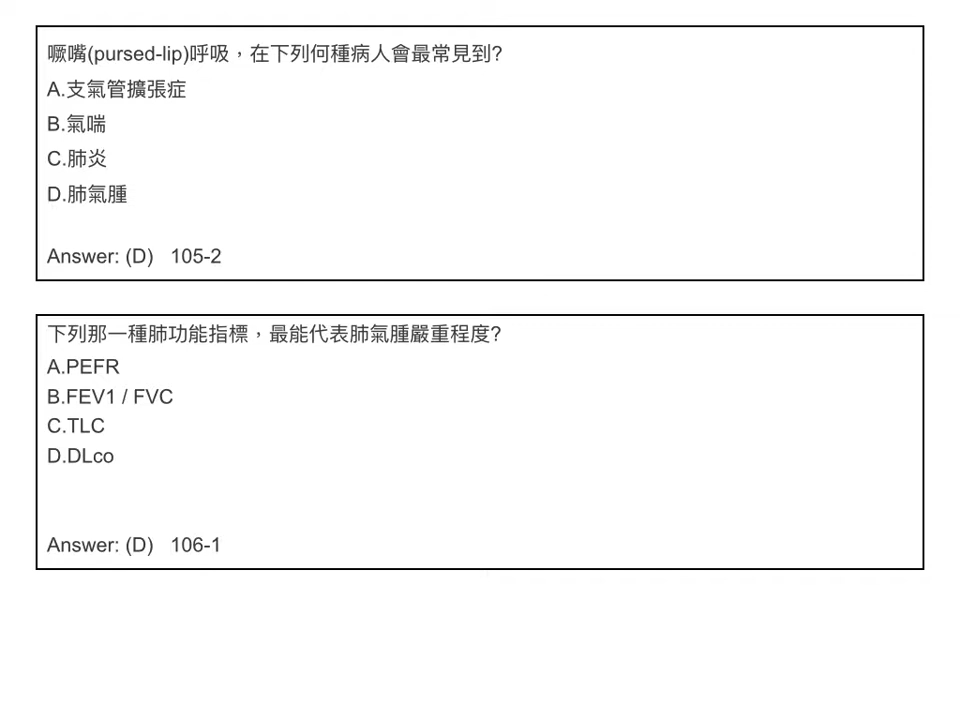 噘嘴(pursed-lip)呼吸，在下列何種病人會最常見到?
A.支氣管擴張症
B.氣喘
C.肺炎
D.肺氣腫
Answer: (D) 105-2
下列那一種肺功能指標，最能代表肺氣腫嚴重程度?
A.PEFR
B.FEV1 / FVC
C.TLC
D.DLco
Answer: (D) 106-1